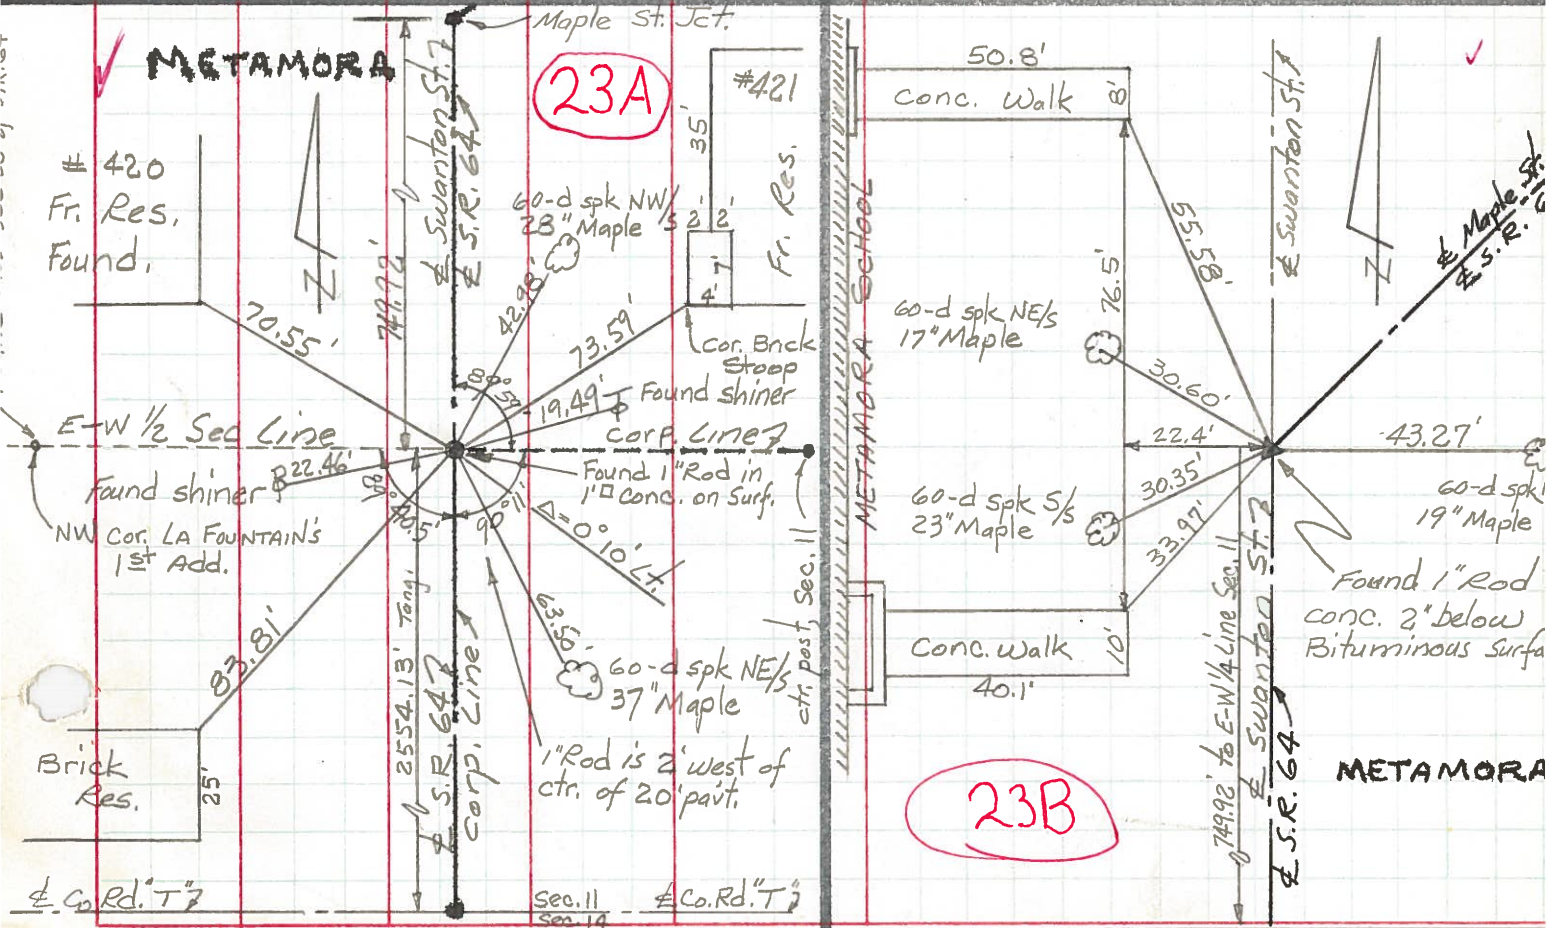 METAMORA
23A
Maple St. Jct.
℄ Swanton St.
℄ S.R. 64
749.92'
# 420
Fr. Res.
Found.
N
60-d spk NW/s
28" Maple
42.98'
#421
Fr. Res.
35'
2' 2'
7'
4'
Cor. Brick
Stoop
70.55'
73.59'
19.49'
Found shiner
E-W 1/2 Sec Line
Corp. Line
22.46'
Found shiner
Found 1" Rod in
1'□ conc. on Surf.
NW Cor. LA FOUNTAIN'S
1st Add.
90° 11'
Δ=0° 10' Lt.
ctr. post, Sec. 11
83.81'
63.50'
60-d spk NE/s
37" Maple
2554.13' Tang.
℄ S.R. 64
Corp. Line
1" Rod is 2' west of
ctr. of 20' pav't.
Brick
Res.
25'
℄ Co. Rd. "T"
Sec. 11
Sec. 14
℄ Co. Rd. "T"
50.8'
Conc. Walk
8'
METAMORA SCHOOL
55.58'
76.5'
℄ Swanton St.
N
℄ Maple St.
℄ S.R.
60-d spk NE/s
17" Maple
30.60'
22.4'
43.27'
60-d spk S/s
23" Maple
30.35'
33.97'
60-d spk
19" Maple
Found 1" Rod
conc. 2" below
Bituminous Surfa
Conc. Walk
10'
40.1'
749.92' to E-W 1/4 Line Sec. 11
℄ Swanton St.
℄ S.R. 64
23B
METAMORA